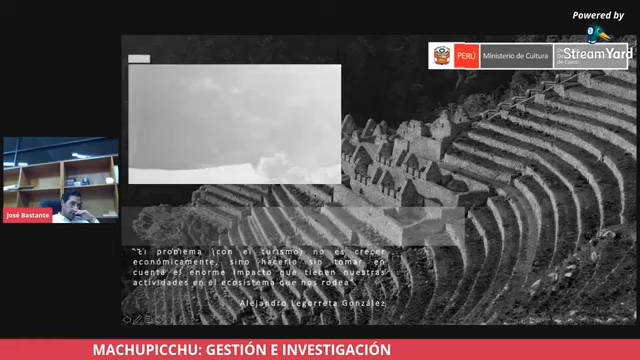 Powered by
StreamYard
PERÚ
Ministerio de Cultura
de Cusco
José Bastante
"El problema (con el turismo) no es crecer
económicamente, sino hacerlo sin tomar en
cuenta el enorme impacto que tienen nuestras
actividades en el ecosistema que nos rodea"
Alejandro Legorreta González
MACHUPICCHU: GESTIÓN E INVESTIGACIÓN